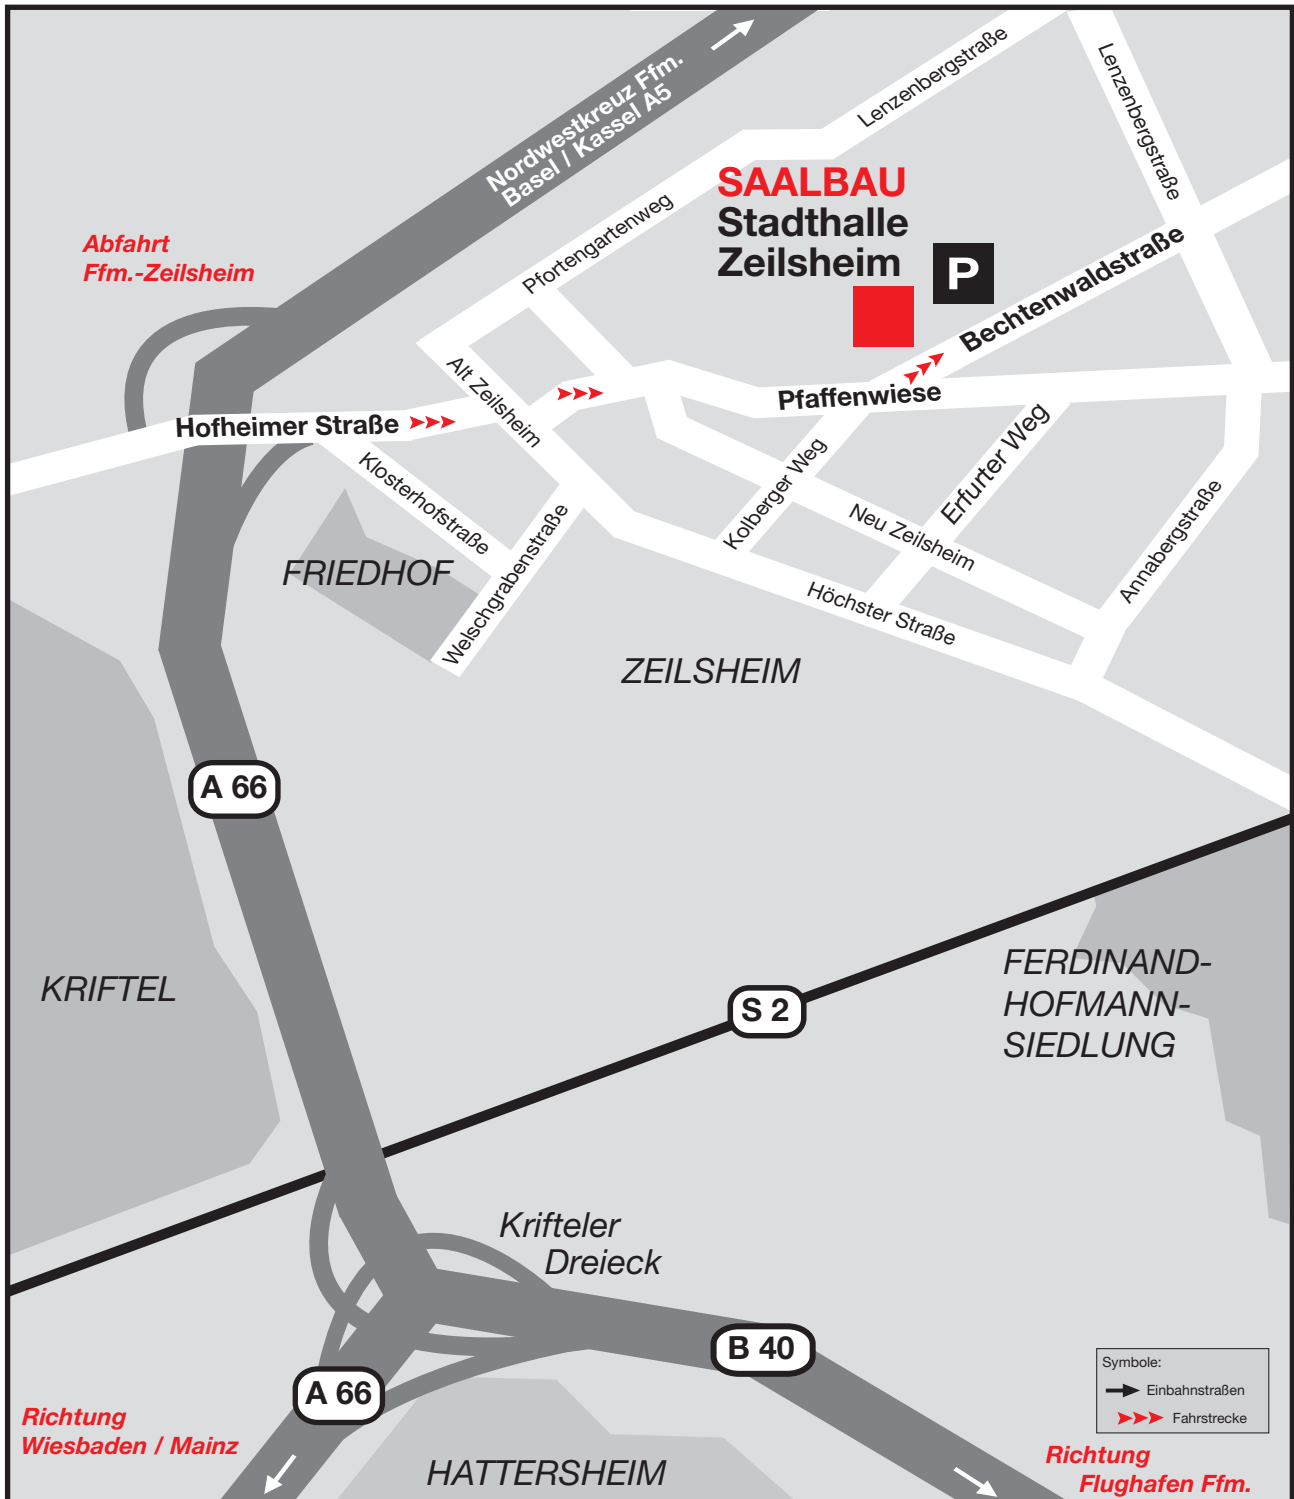 Nordwestkreuz Ffm.
Basel / Kassel A5
Lenzenbergstraße
Lenzenbergstraße
SAALBAU
Stadthalle
Zeilsheim
P
Abfahrt
Ffm.-Zeilsheim
Pfortengartenweg
Bechtenwaldstraße
Alt Zeilsheim
Pfaffenwiese
Hofheimer Straße
Klosterhofstraße
Kolberger Weg
Erfurter Weg
Neu Zeilsheim
Annabergstraße
Welschgrabenstraße
FRIEDHOF
Höchster Straße
ZEILSHEIM
A 66
KRIFTEL
S 2
FERDINAND-
HOFMANN-
SIEDLUNG
Krifteler
Dreieck
B 40
A 66
Symbole:
Einbahnstraßen
Fahrstrecke
Richtung
Wiesbaden / Mainz
HATTERSHEIM
Richtung
Flughafen Ffm.